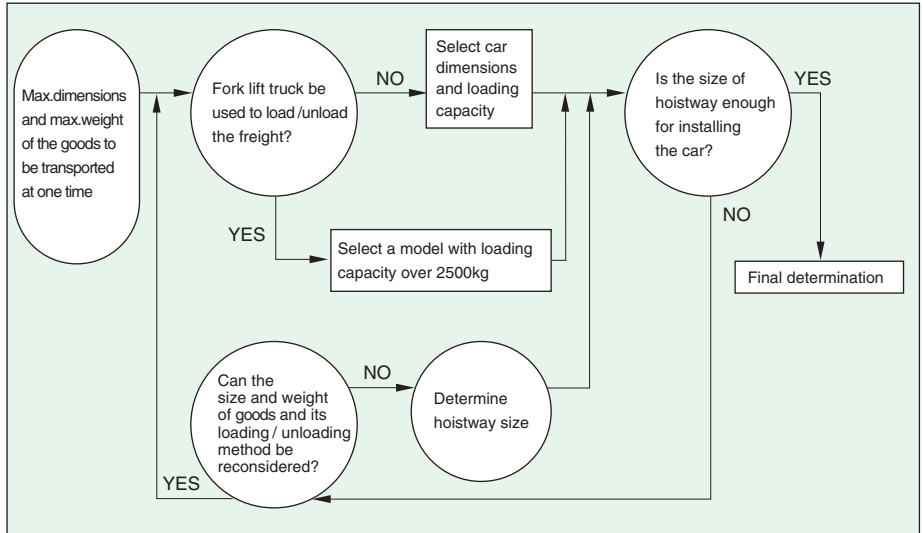 Max.dimensions
and max.weight
of the goods to
be transported
at one time
Fork lift truck be
used to load/unload
the freight?
NO
Select car
dimensions
and loading
capacity
Is the size of
hoistway enough
for installing
the car?
YES
YES
Select a model with loading
capacity over 2500kg
NO
Final determination
Can the
size and weight
of goods and its
loading / unloading
method be
reconsidered?
NO
Determine
hoistway size
YES